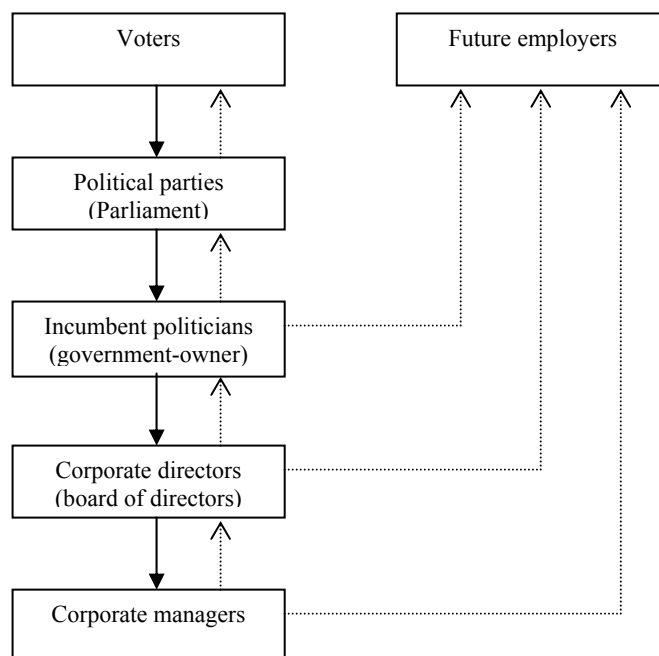 Voters
Future employers
Political parties
(Parliament)
Incumbent politicians
(government-owner)
Corporate directors
(board of directors)
Corporate managers